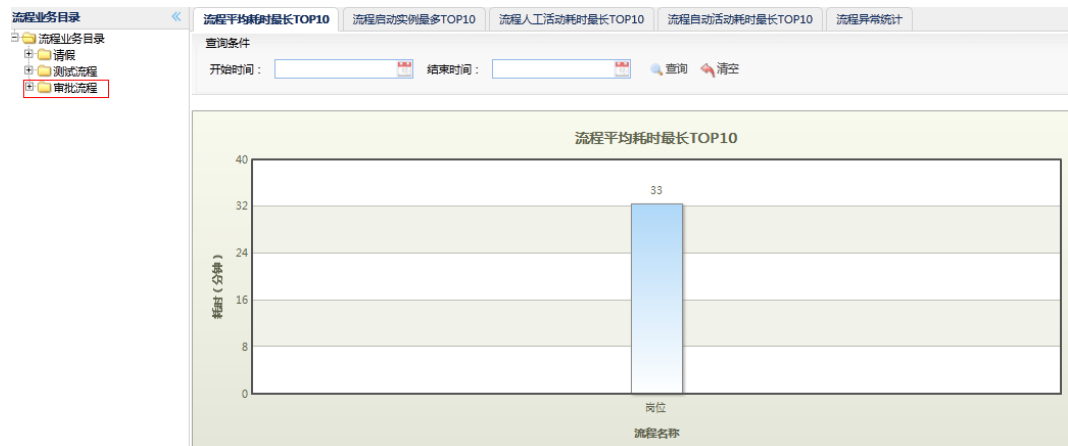 流程业务目录
流程业务目录
请假
测试流程
审批流程
流程平均耗时最长TOP10 流程启动实例最多TOP10 流程人工活动耗时最长TOP10 流程自动活动耗时最长TOP10 流程异常统计
查询条件
开始时间： 结束时间： 查询 清空
流程平均耗时最长TOP10
40
33
32
24
16
8
0
耗时（分钟）
岗位
流程名称